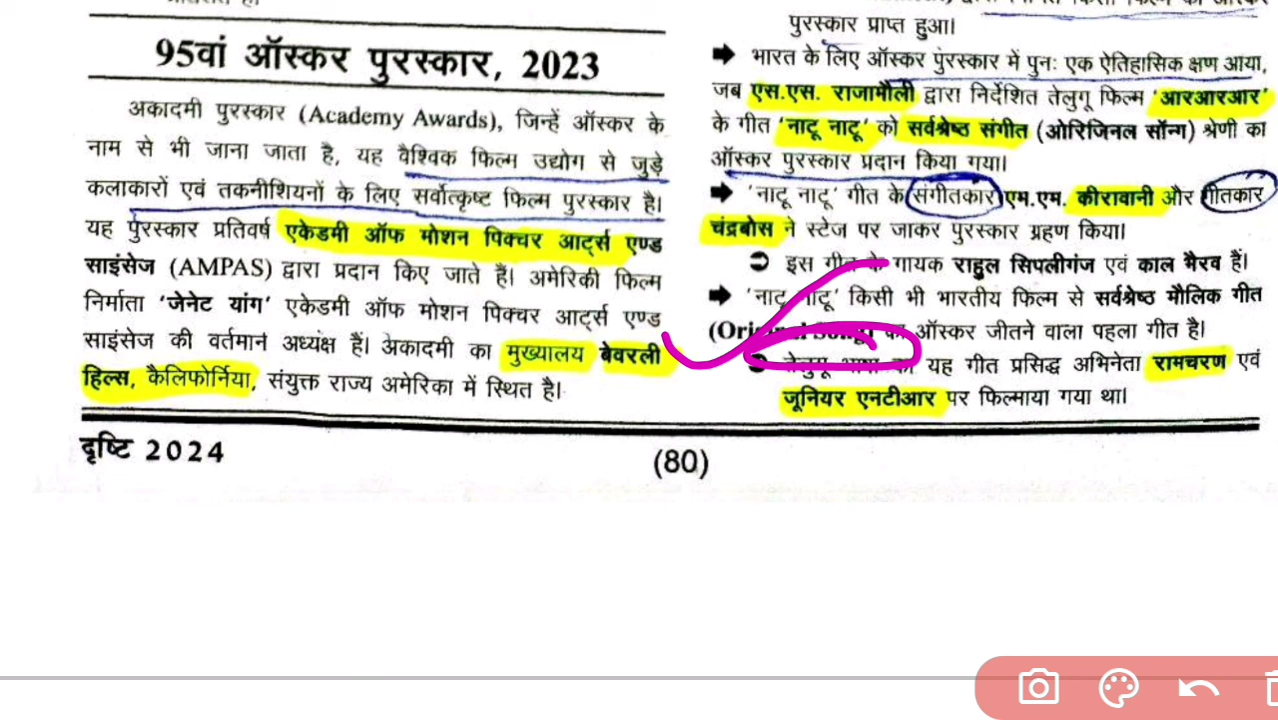 95वां ऑस्कर पुरस्कार, 2023
अकादमी पुरस्कार (Academy Awards), जिन्हें ऑस्कर के
नाम से भी जाना जाता है, यह वैश्विक फिल्म उद्योग से जुड़े
कलाकारों एवं तकनीशियनों के लिए सर्वोत्कृष्ट फिल्म पुरस्कार है।
यह पुरस्कार प्रतिवर्ष एकेडमी ऑफ मोशन पिक्चर आर्ट्स एण्ड
साइंसेज (AMPAS) द्वारा प्रदान किए जाते हैं। अमेरिकी फिल्म
निर्माता 'जेनेट यांग' एकेडमी ऑफ मोशन पिक्चर आर्ट्स एण्ड
साइंसेज की वर्तमान अध्यक्ष हैं। अकादमी का मुख्यालय बेवरली
हिल्स, कैलिफोर्निया, संयुक्त राज्य अमेरिका में स्थित है।
पुरस्कार प्राप्त हुआ।
➡ भारत के लिए ऑस्कर पुरस्कार में पुनः एक ऐतिहासिक क्षण आया,
जब एस.एस. राजामौली द्वारा निर्देशित तेलुगू फिल्म 'आरआरआर'
के गीत 'नाटू नाटू' को सर्वश्रेष्ठ संगीत (ओरिजिनल सॉन्ग) श्रेणी का
ऑस्कर पुरस्कार प्रदान किया गया।
➡ 'नाटू नाटू' गीत के संगीतकार एम.एम. कीरावानी और गीतकार
चंद्रबोस ने स्टेज पर जाकर पुरस्कार ग्रहण किया।
➲ इस गीत के गायक राहुल सिपलीगंज एवं काल भैरव हैं।
➡ 'नाटू नाटू' किसी भी भारतीय फिल्म से सर्वश्रेष्ठ मौलिक गीत
(Original Song) का ऑस्कर जीतने वाला पहला गीत है।
➲ तेलुगू भाषा का यह गीत प्रसिद्ध अभिनेता रामचरण एवं
जूनियर एनटीआर पर फिल्माया गया था।
दृष्टि 2024
(80)